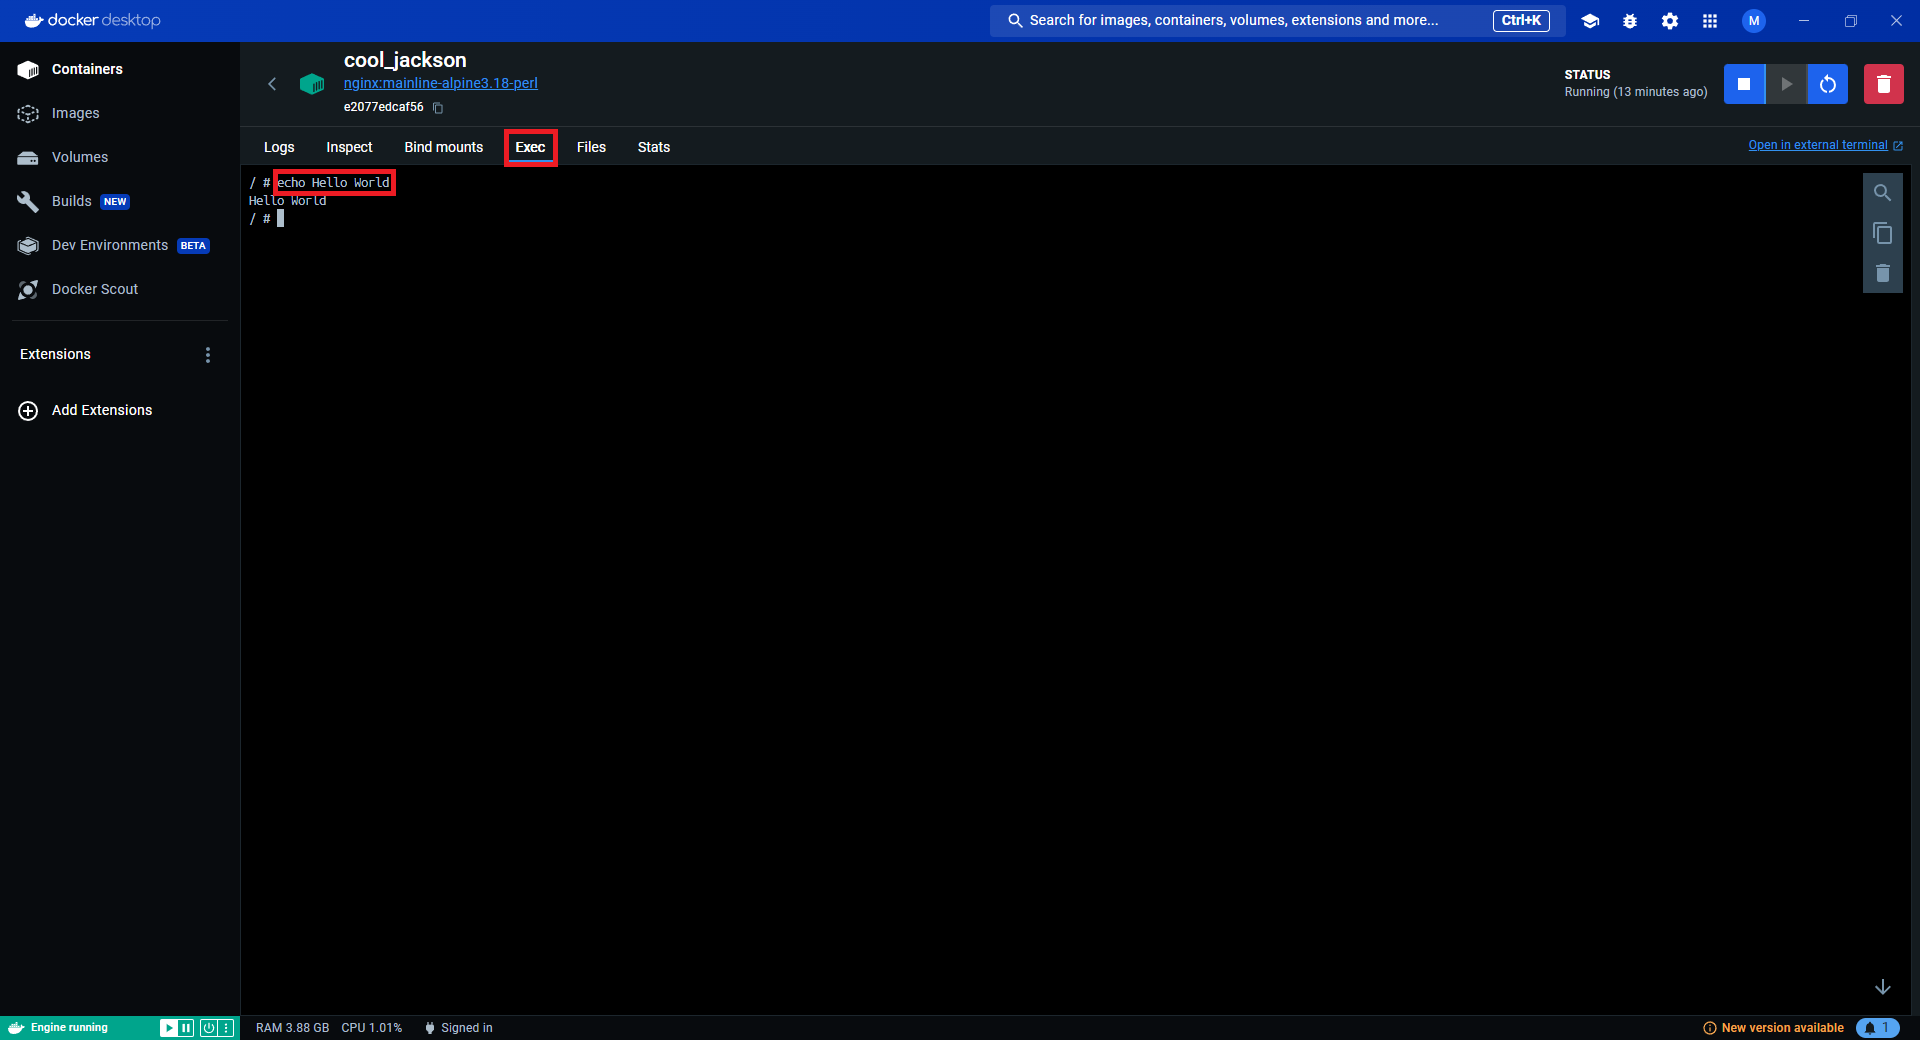 docker desktop
Search for images, containers, volumes, extensions and more... Ctrl+K
M
Containers
Images
Volumes
Builds NEW
Dev Environments BETA
Docker Scout
Extensions
Add Extensions
cool_jackson
nginx:mainline-alpine3.18-perl
e2077edcaf56
STATUS
Running (13 minutes ago)
Logs Inspect Bind mounts Exec Files Stats
Open in external terminal
/ # echo Hello World
Hello World
/ #
Engine running
RAM 3.88 GB CPU 1.01% Signed in
New version available
1